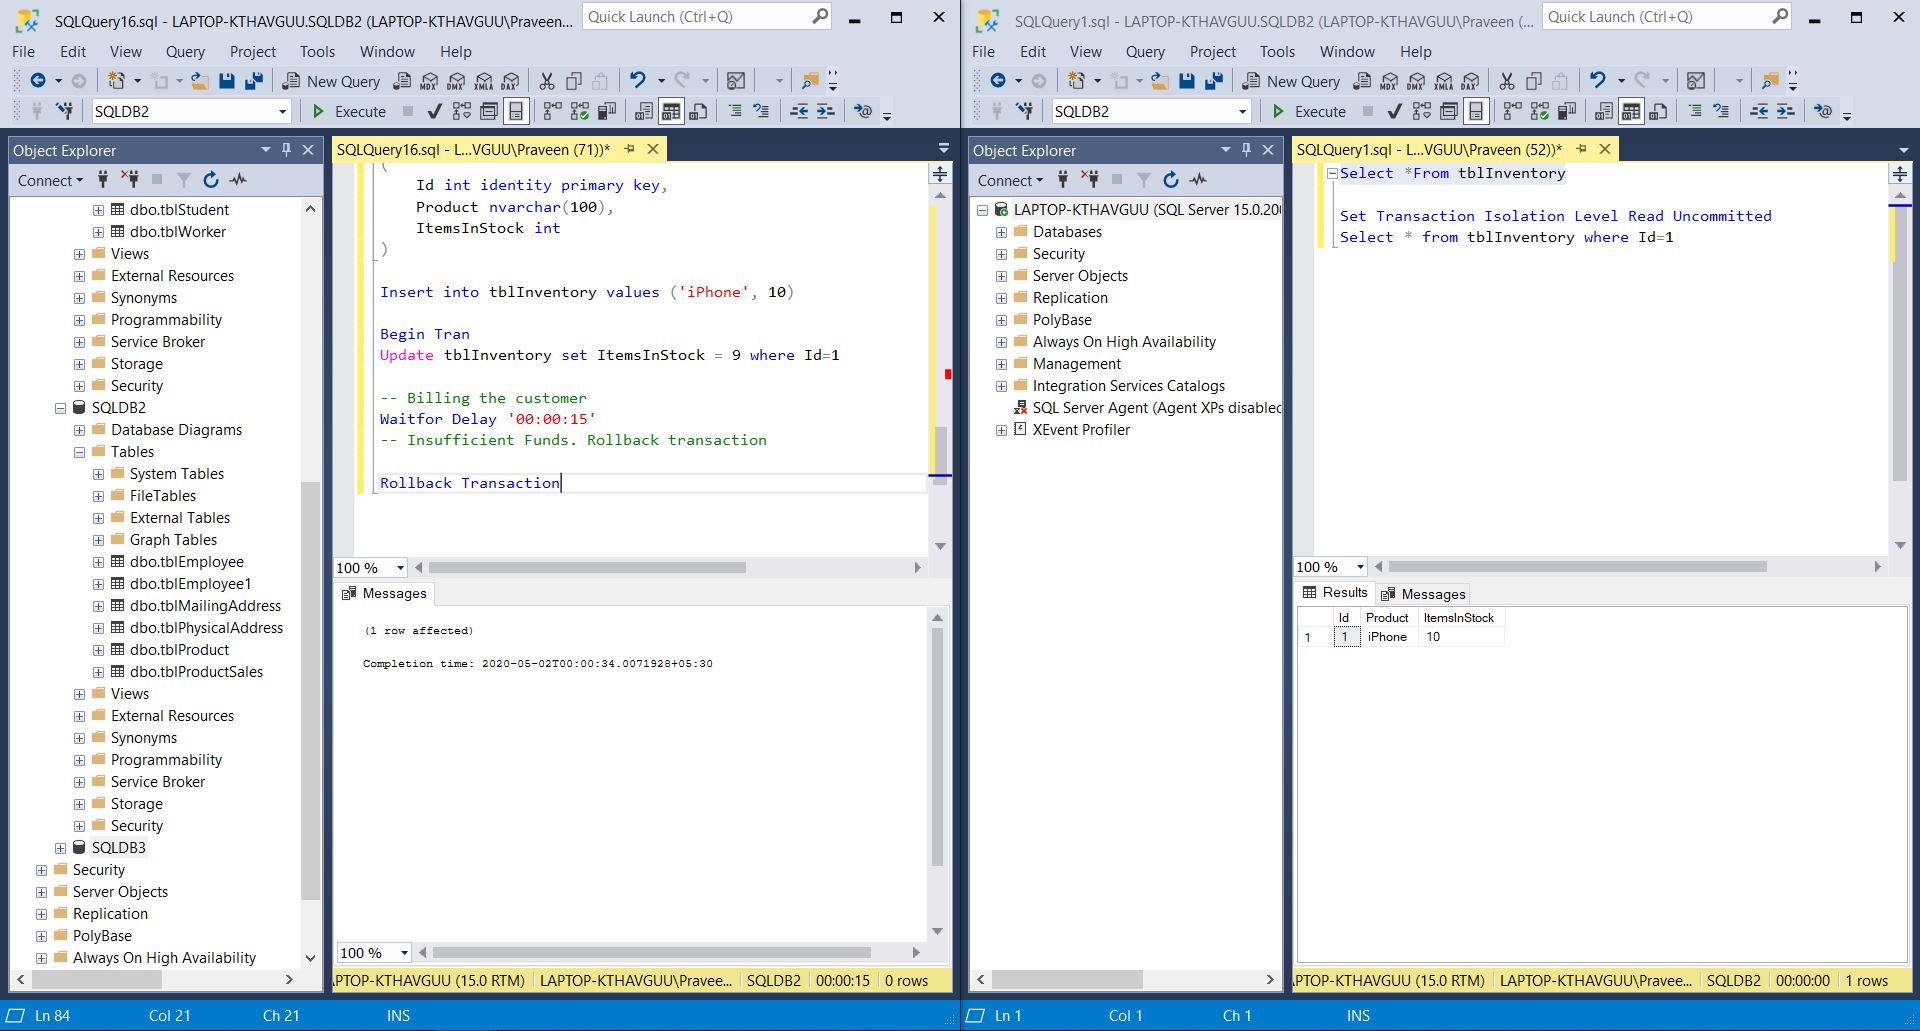 SQLQuery16.sql - LAPTOP-KTHAVGUU.SQLDB2 (LAPTOP-KTHAVGUU\Praveen...
Quick Launch (Ctrl+Q)
File Edit View Query Project Tools Window Help
New Query
MDX DMX XMLA DAX
SQLDB2
Execute
Object Explorer
Connect
dbo.tblStudent
dbo.tblWorker
Views
External Resources
Synonyms
Programmability
Service Broker
Storage
Security
SQLDB2
Database Diagrams
Tables
System Tables
FileTables
External Tables
Graph Tables
dbo.tblEmployee
dbo.tblEmployee1
dbo.tblMailingAddress
dbo.tblPhysicalAddress
dbo.tblProduct
dbo.tblProductSales
Views
External Resources
Synonyms
Programmability
Service Broker
Storage
Security
SQLDB3
Security
Server Objects
Replication
PolyBase
Always On High Availability
SQLQuery16.sql - L...VGUU\Praveen (71))*
(
Id int identity primary key,
Product nvarchar(100),
ItemsInStock int
)
Insert into tblInventory values ('iPhone', 10)
Begin Tran
Update tblInventory set ItemsInStock = 9 where Id=1
-- Billing the customer
Waitfor Delay '00:00:15'
-- Insufficient Funds. Rollback transaction
Rollback Transaction
100 %
Messages
(1 row affected)
Completion time: 2020-05-02T00:00:34.0071928+05:30
100 %
PTOP-KTHAVGUU (15.0 RTM) LAPTOP-KTHAVGUU\Pravee... SQLDB2 00:00:15 0 rows
Ln 84 Col 21 Ch 21 INS
SQLQuery1.sql - LAPTOP-KTHAVGUU.SQLDB2 (LAPTOP-KTHAVGUU\Praveen (...
Quick Launch (Ctrl+Q)
File Edit View Query Project Tools Window Help
New Query
MDX DMX XMLA DAX
SQLDB2
Execute
Object Explorer
Connect
LAPTOP-KTHAVGUU (SQL Server 15.0.200
Databases
Security
Server Objects
Replication
PolyBase
Always On High Availability
Management
Integration Services Catalogs
SQL Server Agent (Agent XPs disabled
XEvent Profiler
SQLQuery1.sql - L...VGUU\Praveen (52))*
Select *From tblInventory
Set Transaction Isolation Level Read Uncommitted
Select * from tblInventory where Id=1
100 %
Results Messages
Id Product ItemsInStock
1 1 iPhone 10
PTOP-KTHAVGUU (15.0 RTM) LAPTOP-KTHAVGUU\Pravee... SQLDB2 00:00:00 1 rows
Ln 1 Col 1 Ch 1 INS